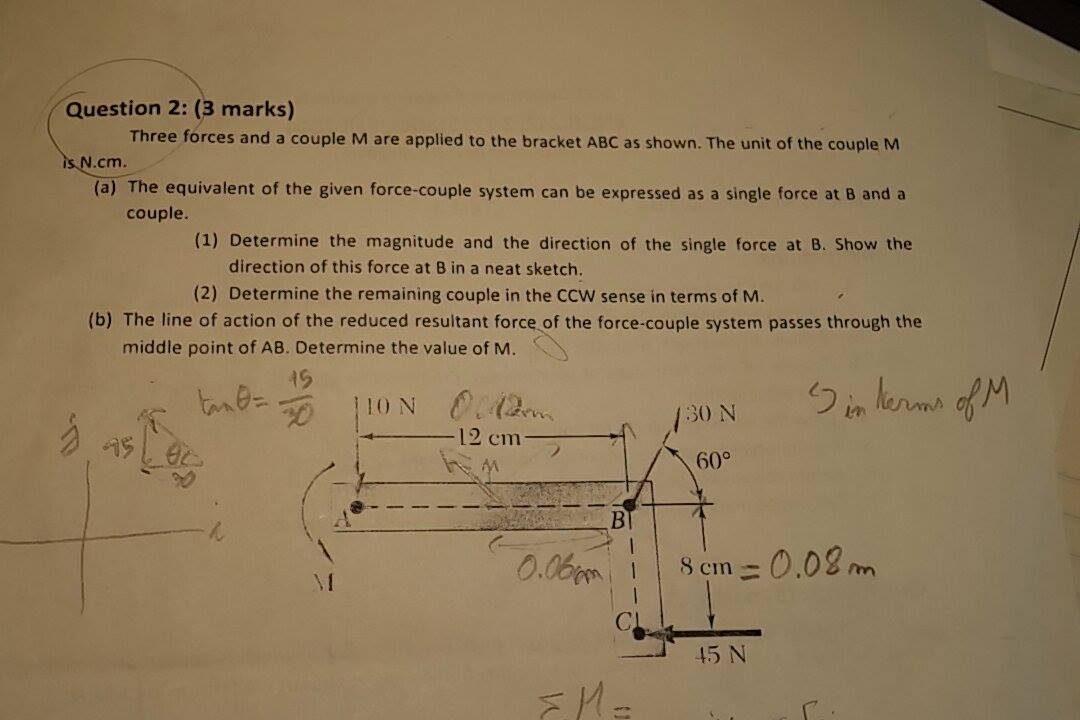 Question 2: (3 marks)
Three forces and a couple M are applied to the bracket ABC as shown. The unit of the couple M
is N.cm.
(a) The equivalent of the given force-couple system can be expressed as a single force at B and a
couple.
(1) Determine the magnitude and the direction of the single force at B. Show the
direction of this force at B in a neat sketch.
(2) Determine the remaining couple in the CCW sense in terms of M.
(b) The line of action of the reduced resultant force of the force-couple system passes through the
middle point of AB. Determine the value of M.
tanθ = 15
30
10 N
0.12m
30 N
in terms of M
12 cm
60°
j
i
30
A
B
M
0.06m
8 cm = 0.08 m
C
45 N
ΣM =